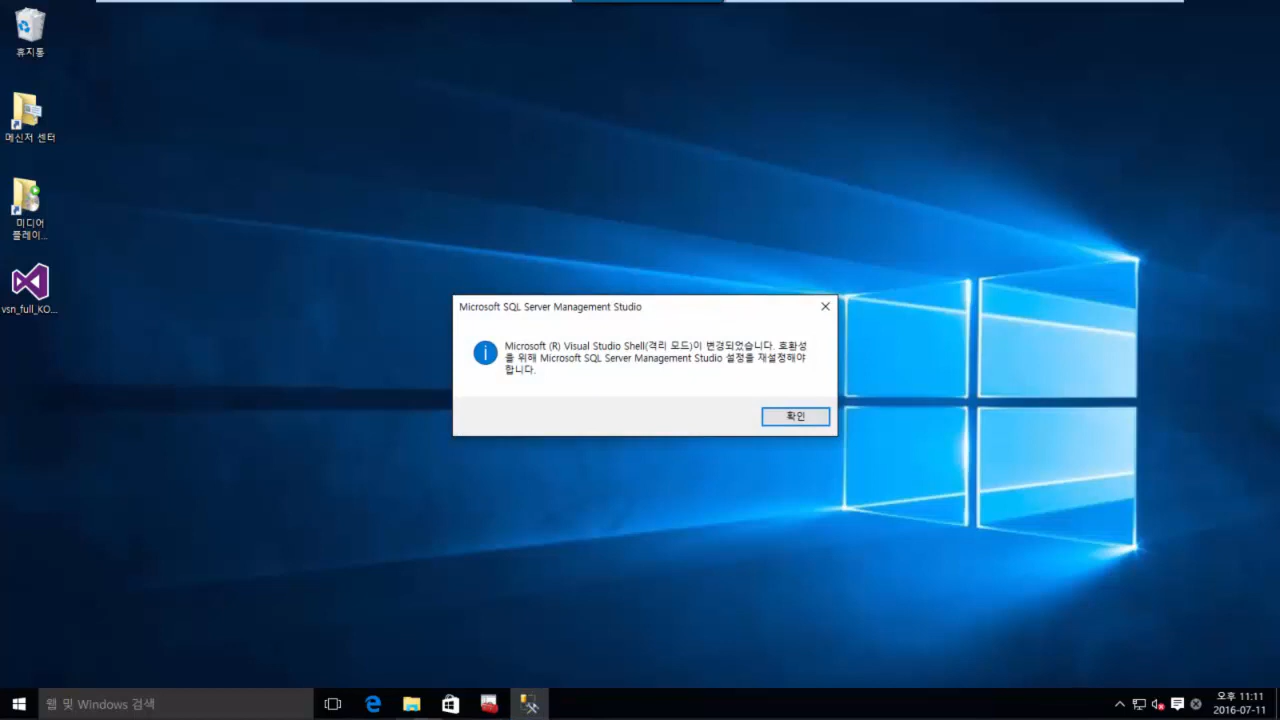 휴지통
메신저 센터
미디어
플레이...
vsn_full_KO...
Microsoft SQL Server Management Studio
Microsoft (R) Visual Studio Shell(격리 모드)이 변경되었습니다. 호환성
을 위해 Microsoft SQL Server Management Studio 설정을 재설정해야
합니다.
확인
웹 및 Windows 검색
오후 11:11
2016-07-11